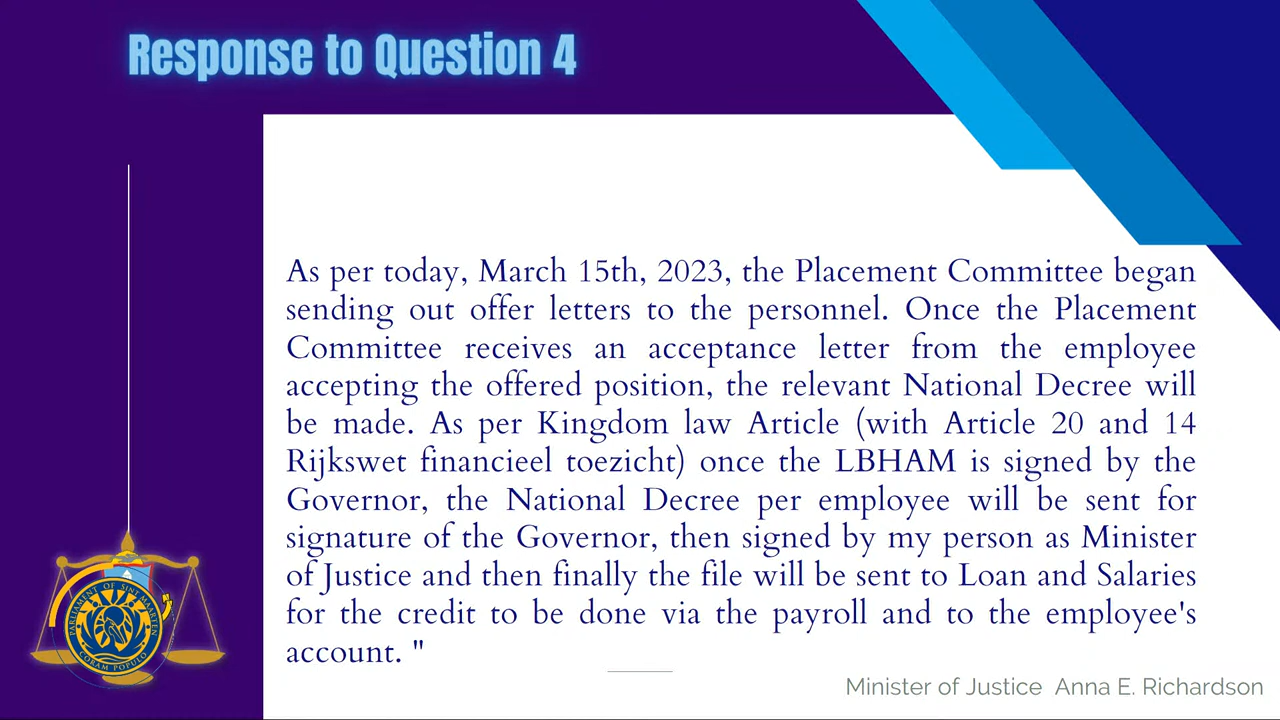 Response to Question 4
As per today, March 15th, 2023, the Placement Committee began
sending out offer letters to the personnel. Once the Placement
Committee receives an acceptance letter from the employee
accepting the offered position, the relevant National Decree will
be made. As per Kingdom law Article (with Article 20 and 14
Rijkswet financieel toezicht) once the LBHAM is signed by the
Governor, the National Decree per employee will be sent for
signature of the Governor, then signed by my person as Minister
of Justice and then finally the file will be sent to Loan and Salaries
for the credit to be done via the payroll and to the employee's
account. "
PARLIAMENT OF SINT MAARTEN
CORAM POPULO
Minister of Justice Anna E. Richardson